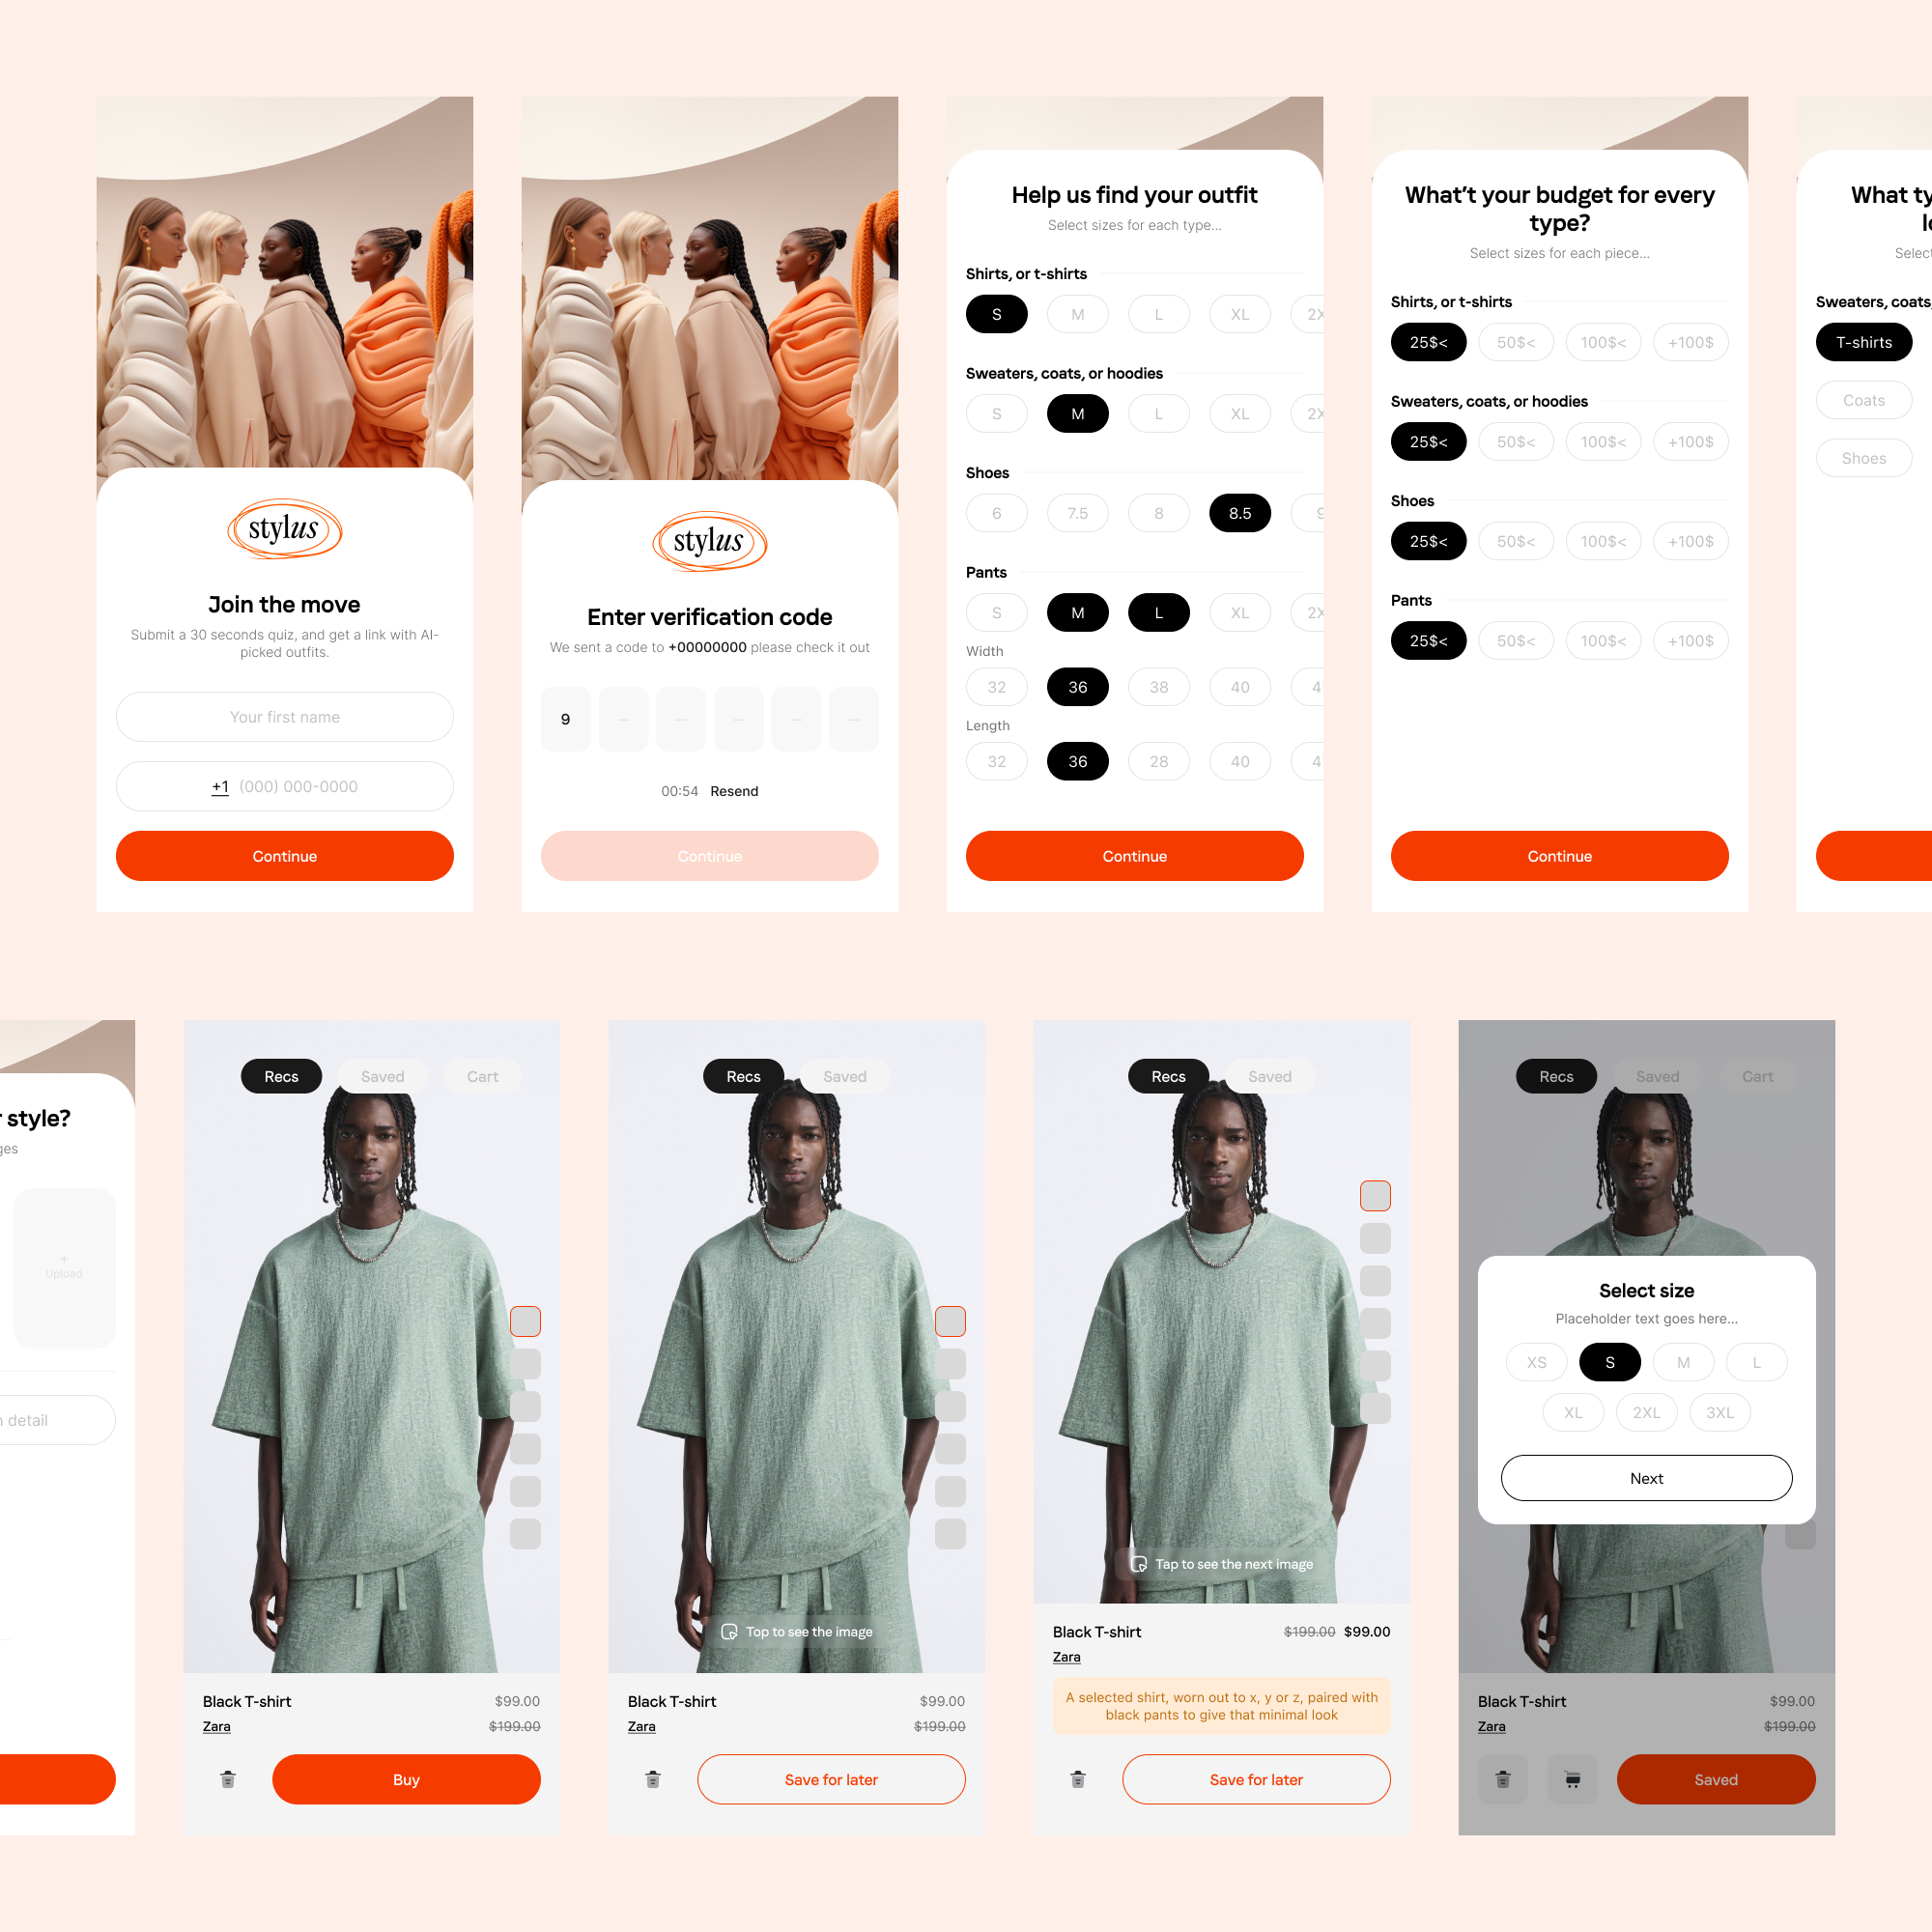 stylus
Join the move
Submit a 30 seconds quiz, and get a link with AI-
picked outfits.
Your first name
+1 (000) 000-0000
Continue
stylus
Enter verification code
We sent a code to +00000000 please check it out
9 – – – – –
00:54 Resend
Continue
Help us find your outfit
Select sizes for each type...
Shirts, or t-shirts
S M L XL 2X
Sweaters, coats, or hoodies
S M L XL 2X
Shoes
6 7.5 8 8.5 9
Pants
S M L XL 2X
Width
32 36 38 40 4
Length
32 36 28 40 4
Continue
What't your budget for every
type?
Select sizes for each piece...
Shirts, or t-shirts
25$< 50$< 100$< +100$
Sweaters, coats, or hoodies
25$< 50$< 100$< +100$
Shoes
25$< 50$< 100$< +100$
Pants
25$< 50$< 100$< +100$
Continue
What ty
Select
Sweaters, coats,
T-shirts
Coats
Shoes
style?
ges
+
Upload
detail
Recs Saved Cart
Black T-shirt $99.00
Zara $199.00
Buy
Recs Saved
Top to see the image
Black T-shirt $99.00
Zara $199.00
Save for later
Recs Saved
Tap to see the next image
Black T-shirt $199.00 $99.00
Zara
A selected shirt, worn out to x, y or z, paired with
black pants to give that minimal look
Save for later
Recs Saved Cart
Select size
Placeholder text goes here...
XS S M L
XL 2XL 3XL
Next
Black T-shirt $99.00
Zara $199.00
Saved